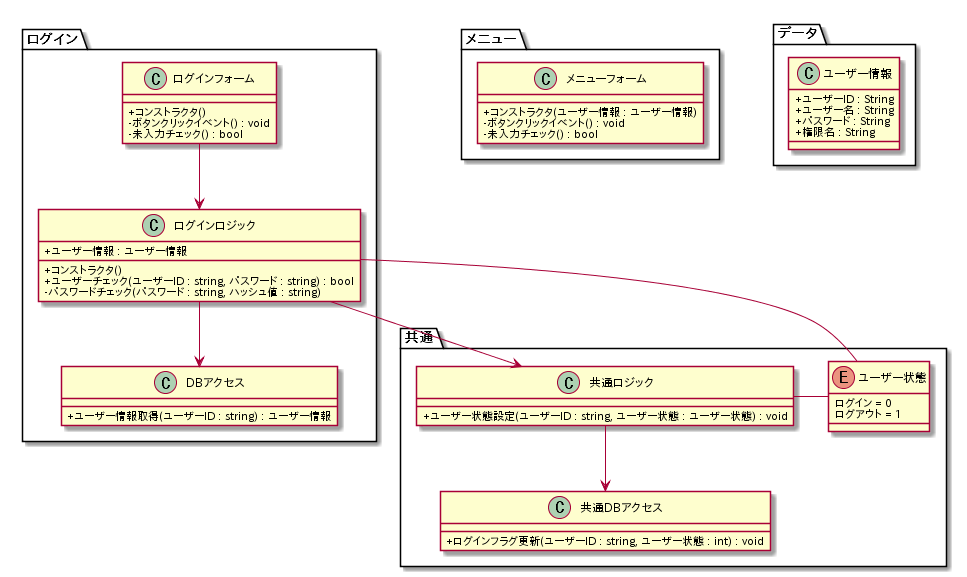 ログイン
C ログインフォーム
+コンストラクタ()
-ボタンクリックイベント() : void
-未入力チェック() : bool
C ログインロジック
+ユーザー情報 : ユーザー情報
+コンストラクタ()
+ユーザーチェック(ユーザーID : string, パスワード : string) : bool
-パスワードチェック(パスワード : string, ハッシュ値 : string)
C DBアクセス
+ユーザー情報取得(ユーザーID : string) : ユーザー情報
メニュー
C メニューフォーム
+コンストラクタ(ユーザー情報 : ユーザー情報)
-ボタンクリックイベント() : void
-未入力チェック() : bool
データ
C ユーザー情報
+ユーザーID : String
+ユーザー名 : String
+パスワード : String
+権限名 : String
共通
C 共通ロジック
+ユーザー状態設定(ユーザーID : string, ユーザー状態 : ユーザー状態) : void
E ユーザー状態
ログイン = 0
ログアウト = 1
C 共通DBアクセス
+ログインフラグ更新(ユーザーID : string, ユーザー状態 : int) : void